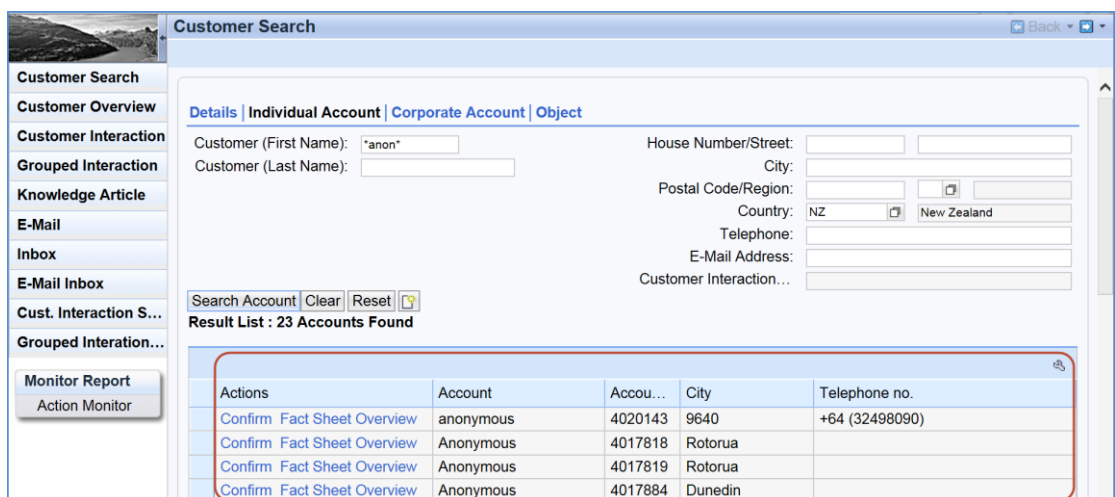 Customer Search
Back
Customer Search
Customer Overview
Customer Interaction
Grouped Interaction
Knowledge Article
E-Mail
Inbox
E-Mail Inbox
Cust. Interaction S...
Grouped Interation...
Monitor Report
Action Monitor
Details | Individual Account | Corporate Account | Object
Customer (First Name): *anon*
Customer (Last Name):
House Number/Street:
City:
Postal Code/Region:
Country: NZ New Zealand
Telephone:
E-Mail Address:
Customer Interaction...
Search Account Clear Reset
Result List : 23 Accounts Found
Actions Account Accou... City Telephone no.
Confirm Fact Sheet Overview anonymous 4020143 9640 +64 (32498090)
Confirm Fact Sheet Overview Anonymous 4017818 Rotorua
Confirm Fact Sheet Overview Anonymous 4017819 Rotorua
Confirm Fact Sheet Overview Anonymous 4017884 Dunedin